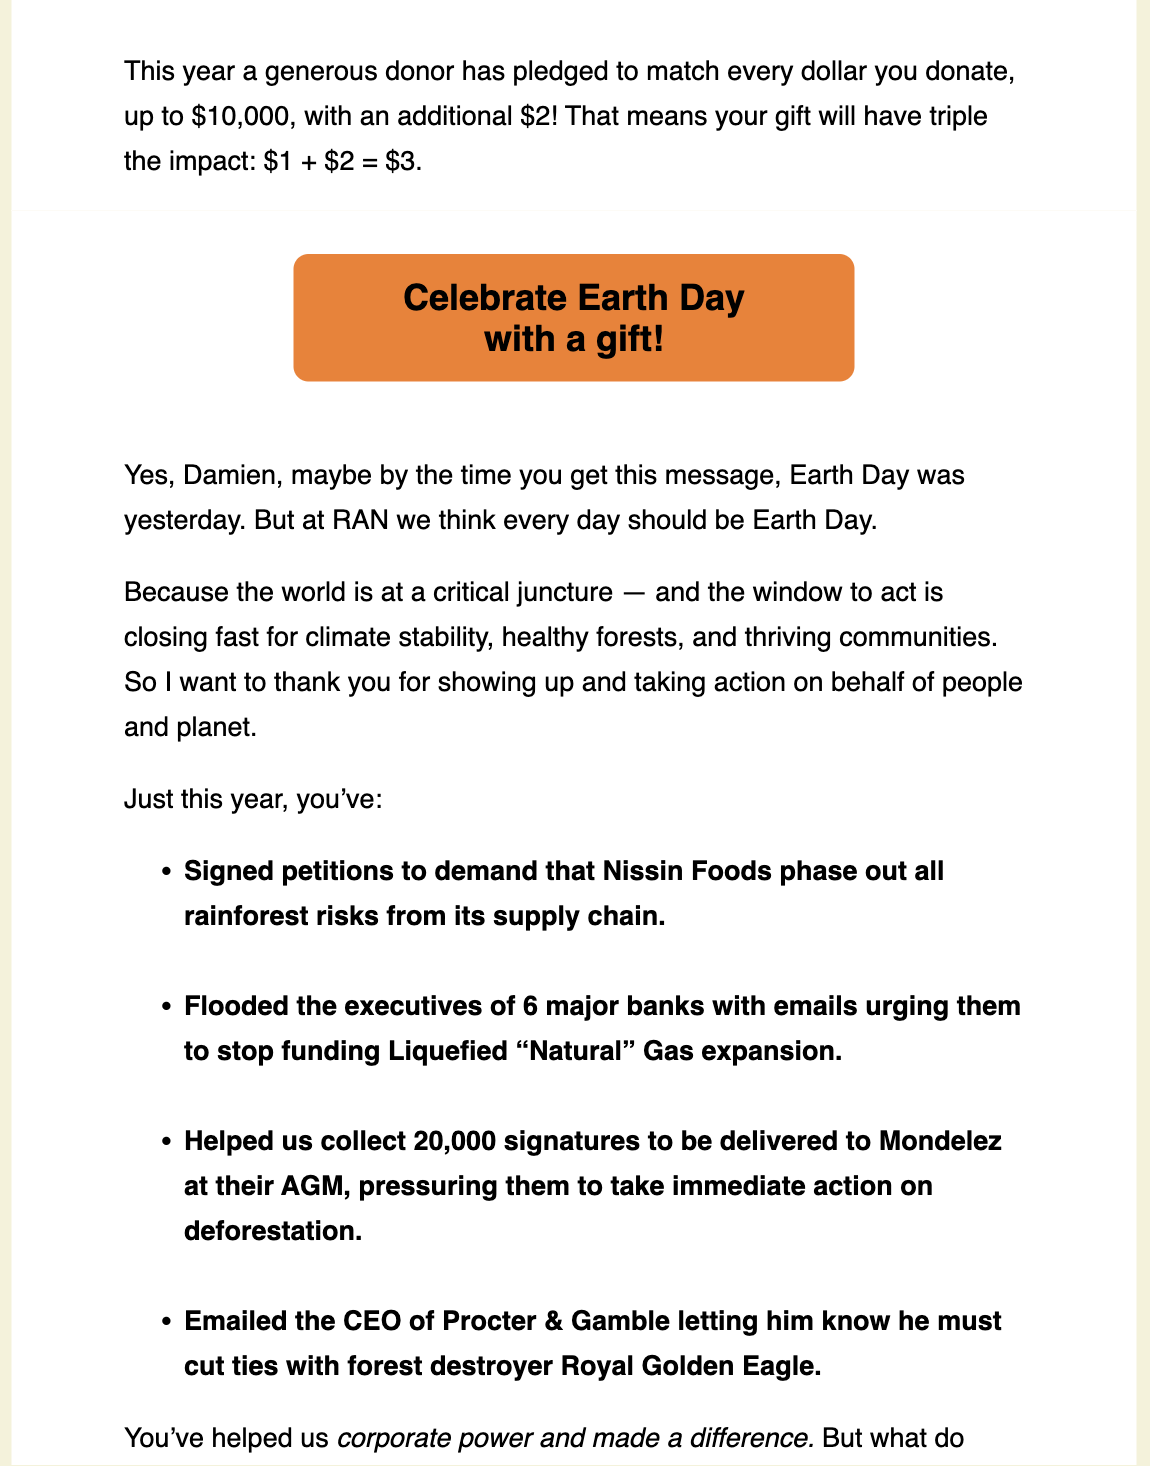 This year a generous donor has pledged to match every dollar you donate,
up to $10,000, with an additional $2! That means your gift will have triple
the impact: $1 + $2 = $3.
Celebrate Earth Day
with a gift!
Yes, Damien, maybe by the time you get this message, Earth Day was
yesterday. But at RAN we think every day should be Earth Day.
Because the world is at a critical juncture — and the window to act is
closing fast for climate stability, healthy forests, and thriving communities.
So I want to thank you for showing up and taking action on behalf of people
and planet.
Just this year, you’ve:
• Signed petitions to demand that Nissin Foods phase out all
rainforest risks from its supply chain.
• Flooded the executives of 6 major banks with emails urging them
to stop funding Liquefied “Natural” Gas expansion.
• Helped us collect 20,000 signatures to be delivered to Mondelez
at their AGM, pressuring them to take immediate action on
deforestation.
• Emailed the CEO of Procter & Gamble letting him know he must
cut ties with forest destroyer Royal Golden Eagle.
You’ve helped us corporate power and made a difference. But what do